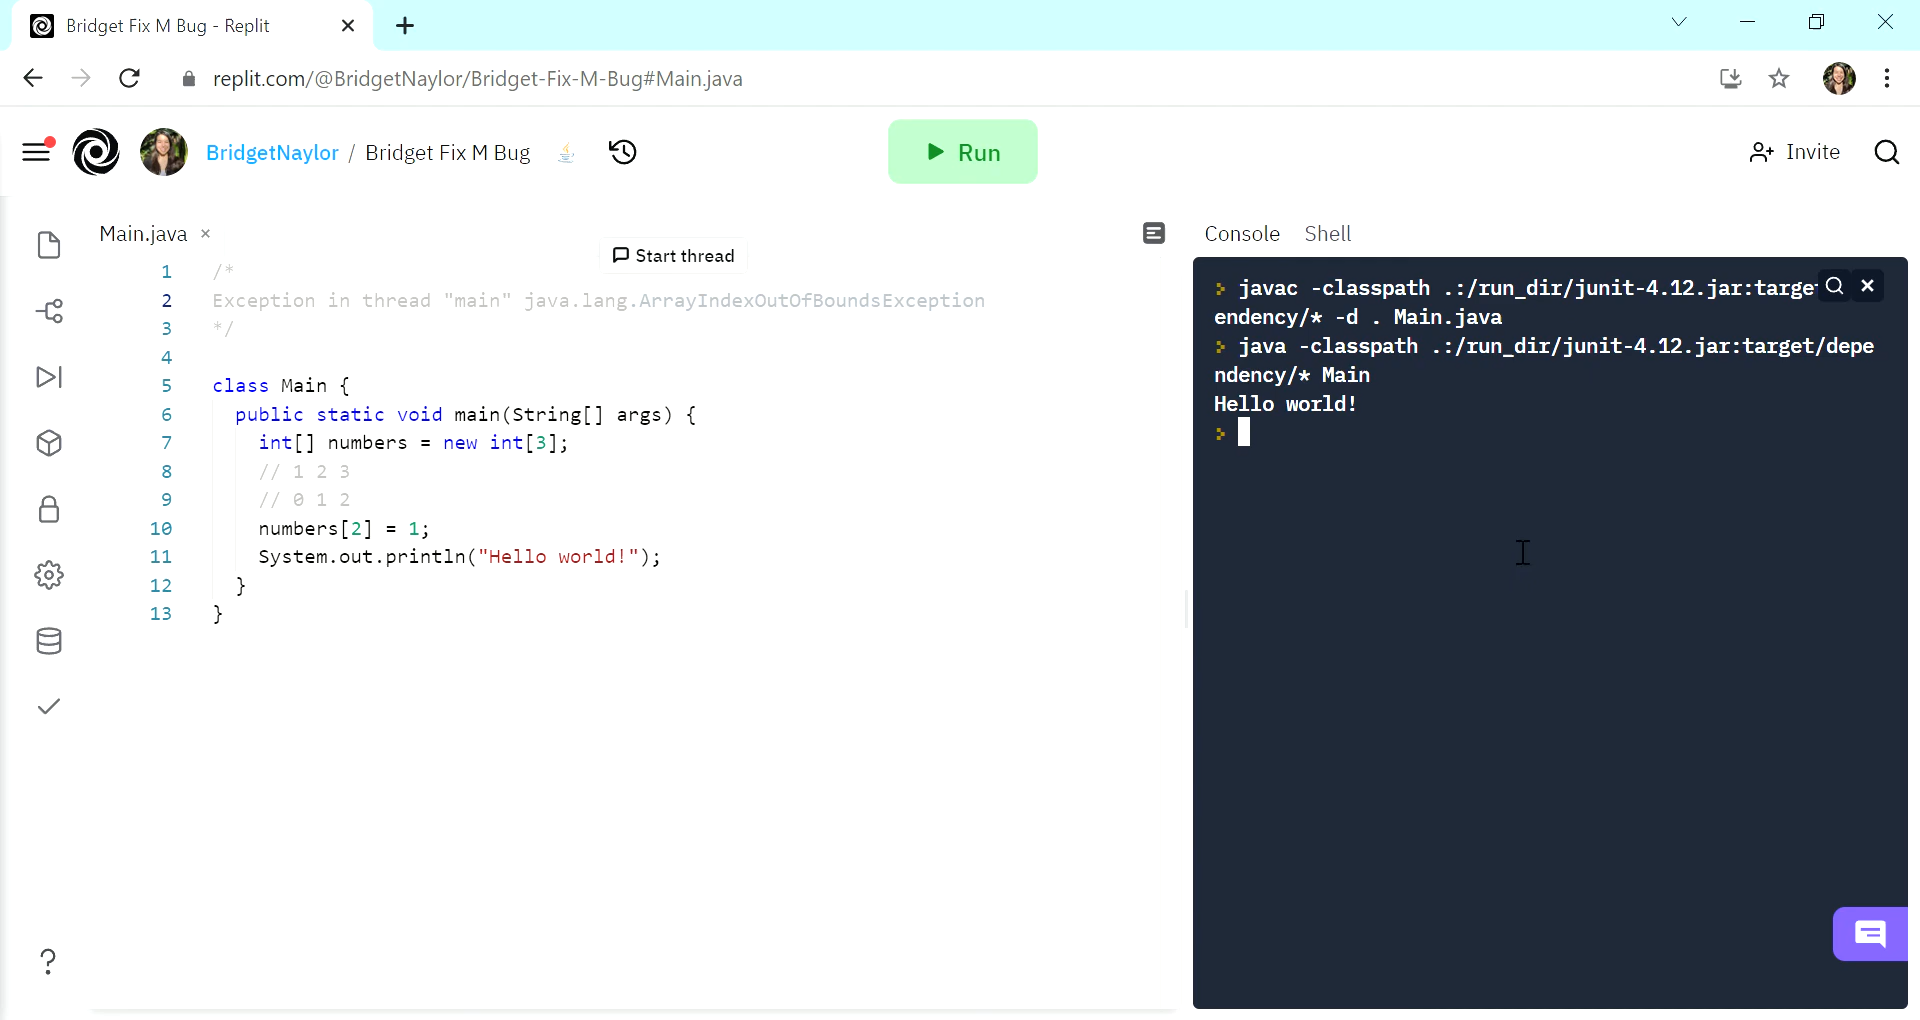 Bridget Fix M Bug - Replit
replit.com/@BridgetNaylor/Bridget-Fix-M-Bug#Main.java
BridgetNaylor / Bridget Fix M Bug
Run
Invite
Main.java
Start thread
1 /*
2 Exception in thread "main" java.lang.ArrayIndexOutOfBoundsException
3 */
4
5 class Main {
6 public static void main(String[] args) {
7 int[] numbers = new int[3];
8 // 1 2 3
9 // 0 1 2
10 numbers[2] = 1;
11 System.out.println("Hello world!");
12 }
13 }
Console Shell
> javac -classpath .:/run_dir/junit-4.12.jar:target
endency/* -d . Main.java
> java -classpath .:/run_dir/junit-4.12.jar:target/depe
ndency/* Main
Hello world!
>